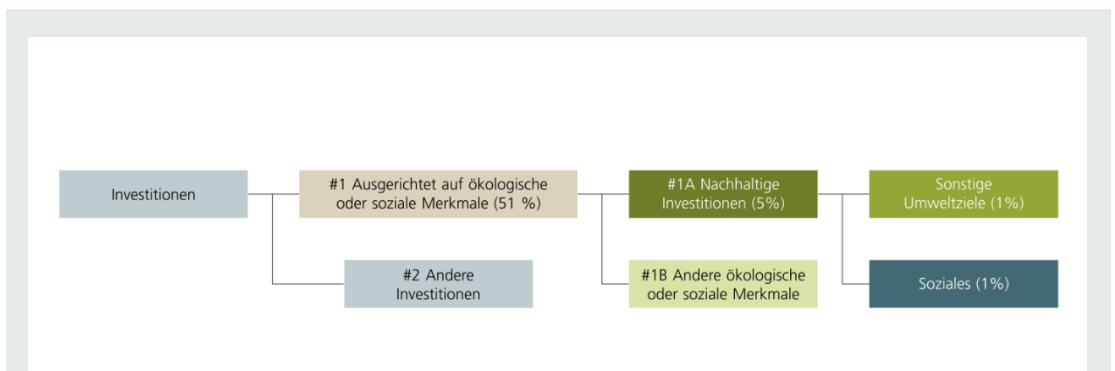 Investitionen
#1 Ausgerichtet auf ökologische
oder soziale Merkmale (51 %)
#1A Nachhaltige
Investitionen (5%)
Sonstige
Umweltziele (1%)
#2 Andere
Investitionen
#1B Andere ökologische
oder soziale Merkmale
Soziales (1%)